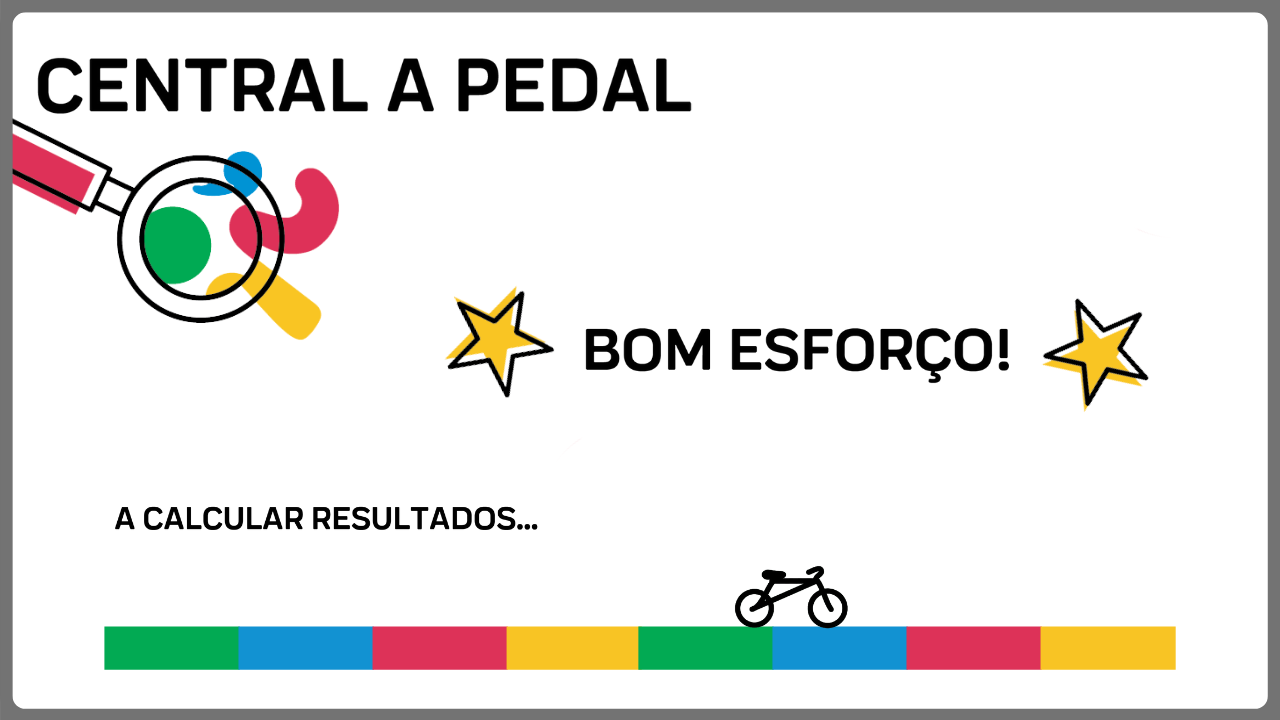 CENTRAL A PEDAL
BOM ESFORÇO!
A CALCULAR RESULTADOS...